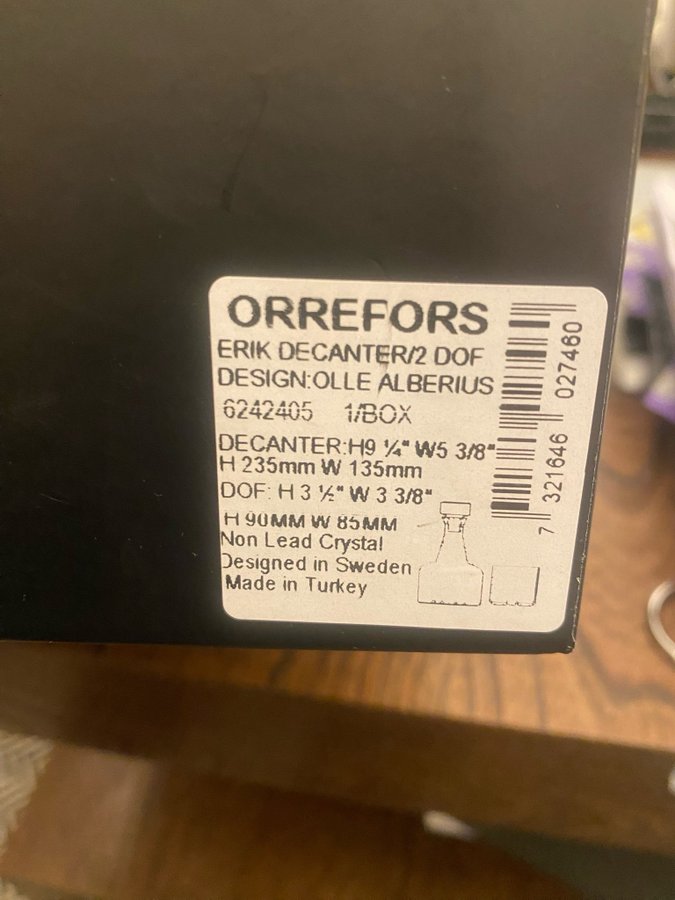 ORREFORS
ERIK DECANTER/2 DOF
DESIGN:OLLE ALBERIUS
6242405 1/BOX
DECANTER:H9 ¼" W5 3/8"
H 235mm W 135mm
DOF: H 3 ½" W 3 3/8"
H 90MM W 85MM
Non Lead Crystal
Designed in Sweden
Made in Turkey
7 321646 027460